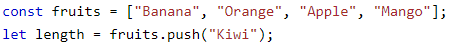 const fruits = ["Banana", "Orange", "Apple", "Mango"];
let length = fruits.push("Kiwi");